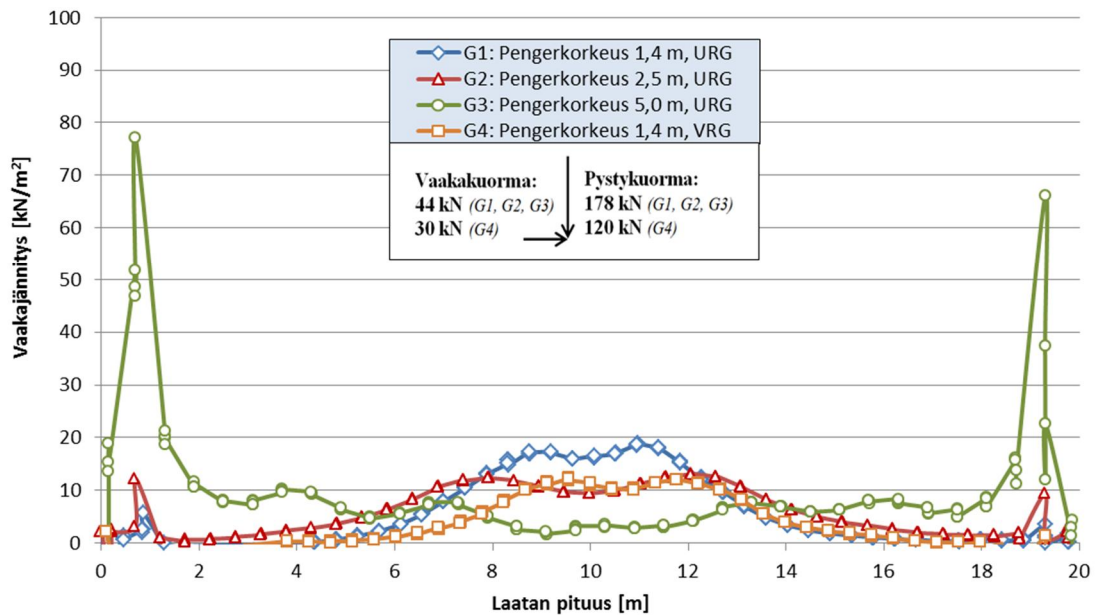 100
90
80
70
60
50
40
30
20
10
0
Vaakajännitys [kN/m²]
G1: Pengerkorkeus 1,4 m, URG
G2: Pengerkorkeus 2,5 m, URG
G3: Pengerkorkeus 5,0 m, URG
G4: Pengerkorkeus 1,4 m, VRG
Vaakakuorma:
44 kN (G1, G2, G3)
30 kN (G4)
Pystykuorma:
178 kN (G1, G2, G3)
120 kN (G4)
0 2 4 6 8 10 12 14 16 18 20
Laatan pituus [m]